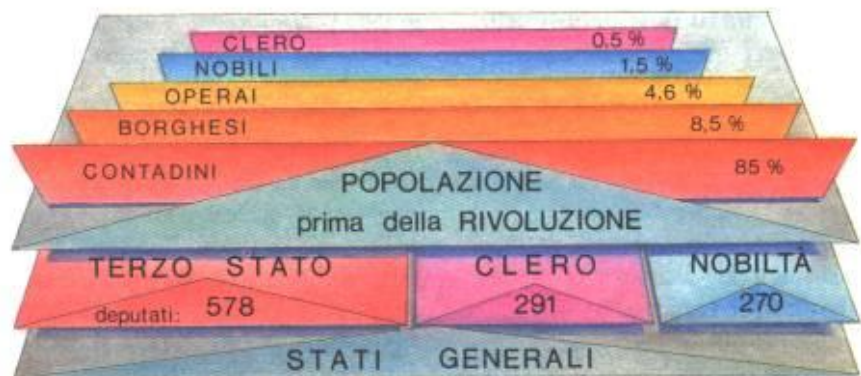 CLERO 0,5 %
NOBILI 1,5 %
OPERAI 4,6 %
BORGHESI 8,5 %
CONTADINI 85 %
POPOLAZIONE
prima della RIVOLUZIONE
TERZO STATO CLERO NOBILTÀ
deputati: 578 291 270
STATI GENERALI